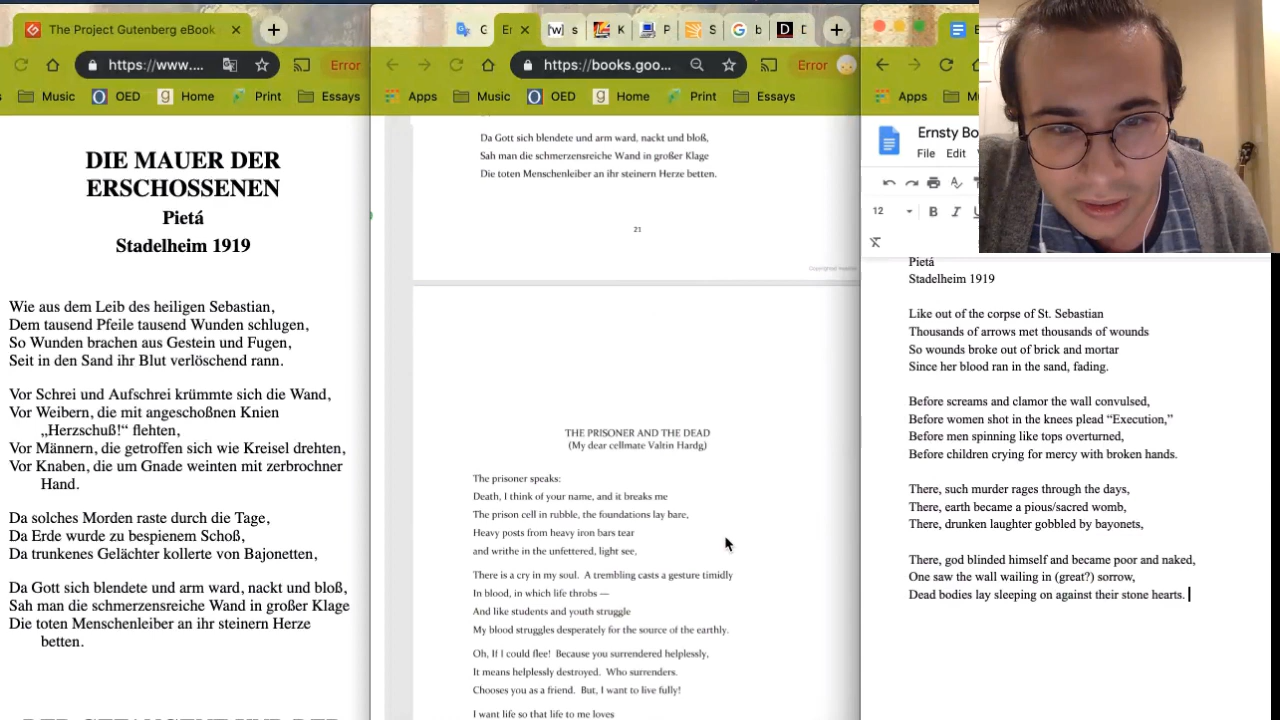 The Project Gutenberg eBook
G
Er
s
K
P
S
b
D
E
https://www....
Error
https://books.goo...
Error
Music
OED
Home
Print
Essays
Apps
Music
OED
Home
Print
Essays
Apps
DIE MAUER DER
ERSCHOSSENEN
Pietá
Stadelheim 1919
Wie aus dem Leib des heiligen Sebastian,
Dem tausend Pfeile tausend Wunden schlugen,
So Wunden brachen aus Gestein und Fugen,
Seit in den Sand ihr Blut verlöschend rann.
Vor Schrei und Aufschrei krümmte sich die Wand,
Vor Weibern, die mit angeschoßnen Knien
„Herzschuß!“ flehten,
Vor Männern, die getroffen sich wie Kreisel drehten,
Vor Knaben, die um Gnade weinten mit zerbrochner
Hand.
Da solches Morden raste durch die Tage,
Da Erde wurde zu bespienem Schoß,
Da trunkenes Gelächter kollerte von Bajonetten,
Da Gott sich blendete und arm ward, nackt und bloß,
Sah man die schmerzensreiche Wand in großer Klage
Die toten Menschenleiber an ihr steinern Herze
betten.
Da Gott sich blendete und arm ward, nackt und bloß,
Sah man die schmerzensreiche Wand in großer Klage
Die toten Menschenleiber an ihr steinern Herze betten.
21
Copyrighted material
THE PRISONER AND THE DEAD
(My dear cellmate Valtin Hardg)
The prisoner speaks:
Death, I think of your name, and it breaks me
The prison cell in rubble, the foundations lay bare,
Heavy posts from heavy iron bars tear
and writhe in the unfettered, light see,
There is a cry in my soul. A trembling casts a gesture timidly
In blood, in which life throbs —
And like students and youth struggle
My blood struggles desperately for the source of the earthly.
Oh, If I could flee! Because you surrendered helplessly,
It means helplessly destroyed. Who surrenders.
Chooses you as a friend. But, I want to live fully!
I want life so that life to me loves
Ernsty Bo
File
Edit
12
B
I
U
Pietá
Stadelheim 1919
Like out of the corpse of St. Sebastian
Thousands of arrows met thousands of wounds
So wounds broke out of brick and mortar
Since her blood ran in the sand, fading.
Before screams and clamor the wall convulsed,
Before women shot in the knees plead “Execution,”
Before men spinning like tops overturned,
Before children crying for mercy with broken hands.
There, such murder rages through the days,
There, earth became a pious/sacred womb,
There, drunken laughter gobbled by bayonets,
There, god blinded himself and became poor and naked,
One saw the wall wailing in (great?) sorrow,
Dead bodies lay sleeping on against their stone hearts.